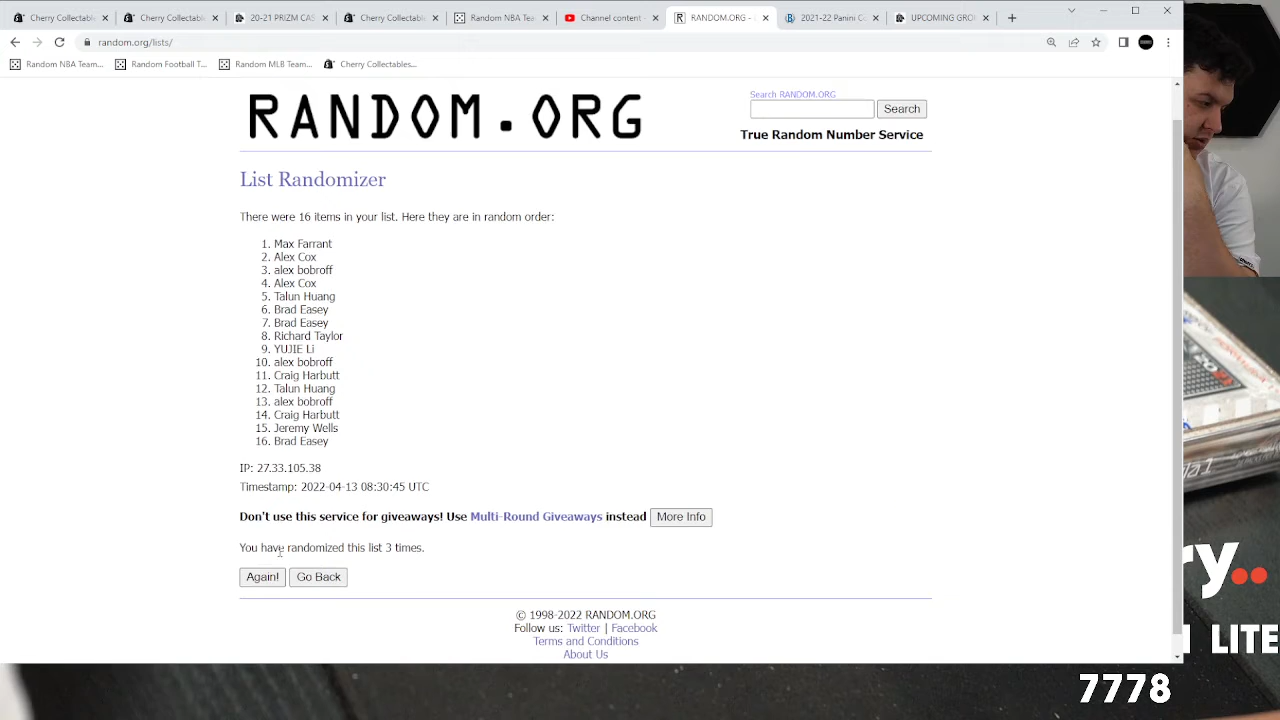 Cherry Collectable
Cherry Collectable
20-21 PRIZM CAS
Cherry Collectable
Random NBA Tea
Channel content
RANDOM.ORG -
2021-22 Panini Co
COMING GRO
random.org/lists/
Random NBA Team...
Random Football T...
Random MLB Team...
Cherry Collectables...
RANDOM.ORG
Search RANDOM.ORG
Search
True Random Number Service
List Randomizer
There were 16 items in your list. Here they are in random order:
1. Max Farrant
2. Alex Cox
3. alex bobroff
4. Alex Cox
5. Talun Huang
6. Brad Easey
7. Brad Easey
8. Richard Taylor
9. YUJIE Li
10. alex bobroff
11. Craig Harbutt
12. Talun Huang
13. alex bobroff
14. Craig Harbutt
15. Jeremy Wells
16. Brad Easey
IP: 27.33.105.38
Timestamp: 2022-04-13 08:30:45 UTC
Don't use this service for giveaways! Use Multi-Round Giveaways instead More Info
You have randomized this list 3 times.
Again! Go Back
© 1998-2022 RANDOM.ORG
Follow us: Twitter | Facebook
Terms and Conditions
About Us
ry..
LITE
7778